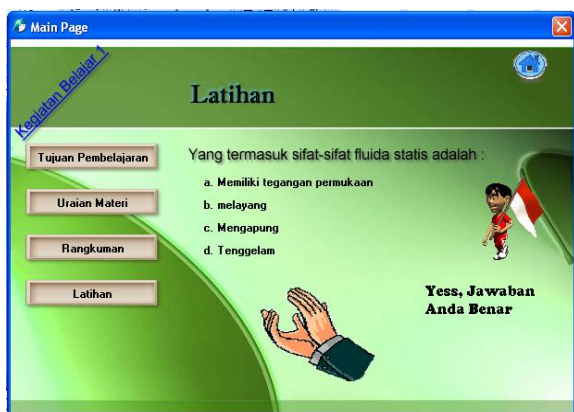 Main Page
Kegiatan Belajar 1
Latihan
Tujuan Pembelajaran
Uraian Materi
Rangkuman
Latihan
Yang termasuk sifat-sifat fluida statis adalah :
a. Memiliki tegangan permukaan
b. melayang
c. Mengapung
d. Tenggelam
Yess, Jawaban
Anda Benar